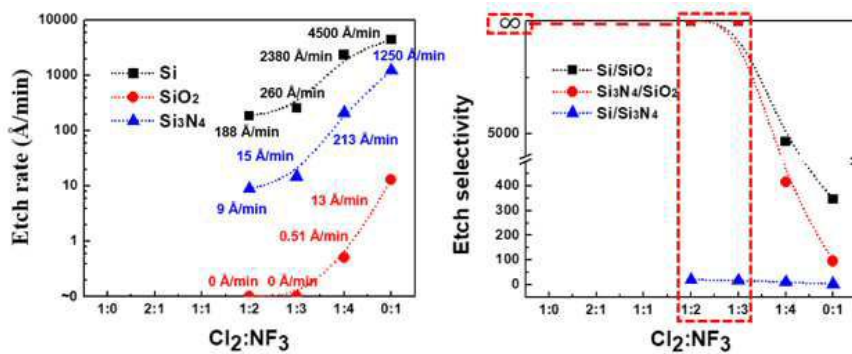 10000
1000
100
10
1
~0
Etch rate (Å/min)
Si
SiO2
Si3N4
4500 Å/min
2380 Å/min
1250 Å/min
260 Å/min
188 Å/min
15 Å/min
213 Å/min
9 Å/min
13 Å/min
0.51 Å/min
0 Å/min 0 Å/min
1:0 2:1 1:1 1:2 1:3 1:4 0:1
Cl2:NF3
∞
5000
400
300
200
100
0
Etch selectivity
Si/SiO2
Si3N4/SiO2
Si/Si3N4
1:0 2:1 1:1 1:2 1:3 1:4 0:1
Cl2:NF3